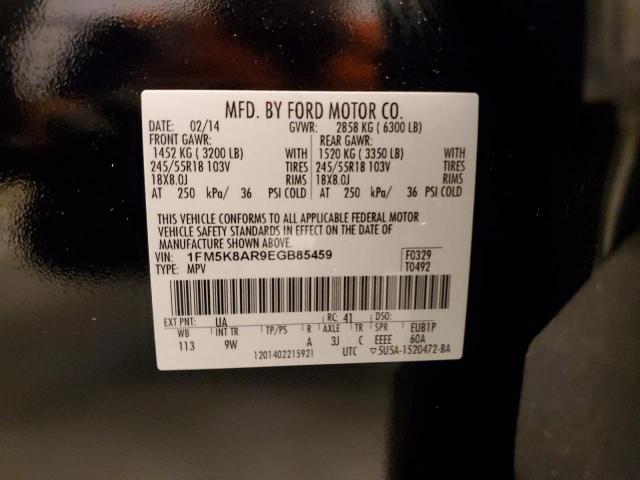 MFD. BY FORD MOTOR CO.
DATE: 02/14 GVWR: 2858 KG ( 6300 LB)
FRONT GAWR: REAR GAWR:
1452 KG ( 3200 LB) WITH 1520 KG ( 3350 LB) WITH
245/55R18 103V TIRES 245/55R18 103V TIRES
18X8.0J RIMS 18X8.0J RIMS
AT 250 kPa/ 36 PSI COLD AT 250 kPa/ 36 PSI COLD
THIS VEHICLE CONFORMS TO ALL APPLICABLE FEDERAL MOTOR
VEHICLE SAFETY STANDARDS IN EFFECT ON THE DATE OF
MANUFACTURE SHOWN ABOVE.
VIN: 1FM5K8AR9EGB85459 F0329
TYPE: MPV T0492
EXT PNT: UA RC: 41 DSO:
WB INT TR TP/PS R AXLE TR SPR EUB1P
113 9W A 3J C EEEE 60A
1201402215921 UTC ▽5U5A-1520472-BA